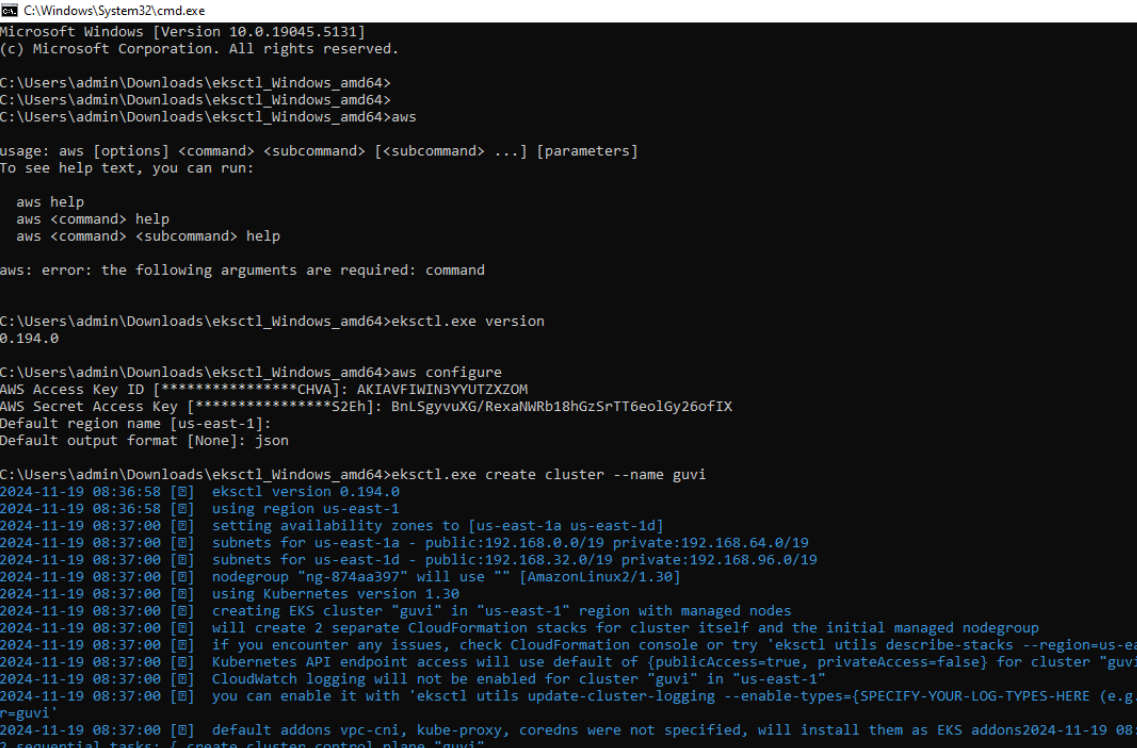 C:\Windows\System32\cmd.exe
Microsoft Windows [Version 10.0.19045.5131]
(c) Microsoft Corporation. All rights reserved.
C:\Users\admin\Downloads\eksctl_Windows_amd64>
C:\Users\admin\Downloads\eksctl_Windows_amd64>
C:\Users\admin\Downloads\eksctl_Windows_amd64>aws
usage: aws [options] <command> <subcommand> [<subcommand> ...] [parameters]
To see help text, you can run:
aws help
aws <command> help
aws <command> <subcommand> help
aws: error: the following arguments are required: command
C:\Users\admin\Downloads\eksctl_Windows_amd64>eksctl.exe version
0.194.0
C:\Users\admin\Downloads\eksctl_Windows_amd64>aws configure
AWS Access Key ID [****************CHVA]: AKIAVFIWIN3YYUTZXZOM
AWS Secret Access Key [****************S2Eh]: 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
Default region name [us-east-1]:
Default output format [None]: json
C:\Users\admin\Downloads\eksctl_Windows_amd64>eksctl.exe create cluster --name guvi
2024-11-19 08:36:58 [] eksctl version 0.194.0
2024-11-19 08:36:58 [] using region us-east-1
2024-11-19 08:37:00 [] setting availability zones to [us-east-1a us-east-1d]
2024-11-19 08:37:00 [] subnets for us-east-1a - public:192.168.0.0/19 private:192.168.64.0/19
2024-11-19 08:37:00 [] subnets for us-east-1d - public:192.168.32.0/19 private:192.168.96.0/19
2024-11-19 08:37:00 [] nodegroup "ng-874aa397" will use "" [AmazonLinux2/1.30]
2024-11-19 08:37:00 [] using Kubernetes version 1.30
2024-11-19 08:37:00 [] creating EKS cluster "guvi" in "us-east-1" region with managed nodes
2024-11-19 08:37:00 [] will create 2 separate CloudFormation stacks for cluster itself and the initial managed nodegroup
2024-11-19 08:37:00 [] if you encounter any issues, check CloudFormation console or try 'eksctl utils describe-stacks --region=us-ea
2024-11-19 08:37:00 [] Kubernetes API endpoint access will use default of {publicAccess=true, privateAccess=false} for cluster "guvi
2024-11-19 08:37:00 [] CloudWatch logging will not be enabled for cluster "guvi" in "us-east-1"
2024-11-19 08:37:00 [] you can enable it with 'eksctl utils update-cluster-logging --enable-types={SPECIFY-YOUR-LOG-TYPES-HERE (e.g.
r=guvi'
2024-11-19 08:37:00 [] default addons vpc-cni, kube-proxy, coredns were not specified, will install them as EKS addons2024-11-19 08:
2 sequential tasks: { create cluster control plane "guvi"